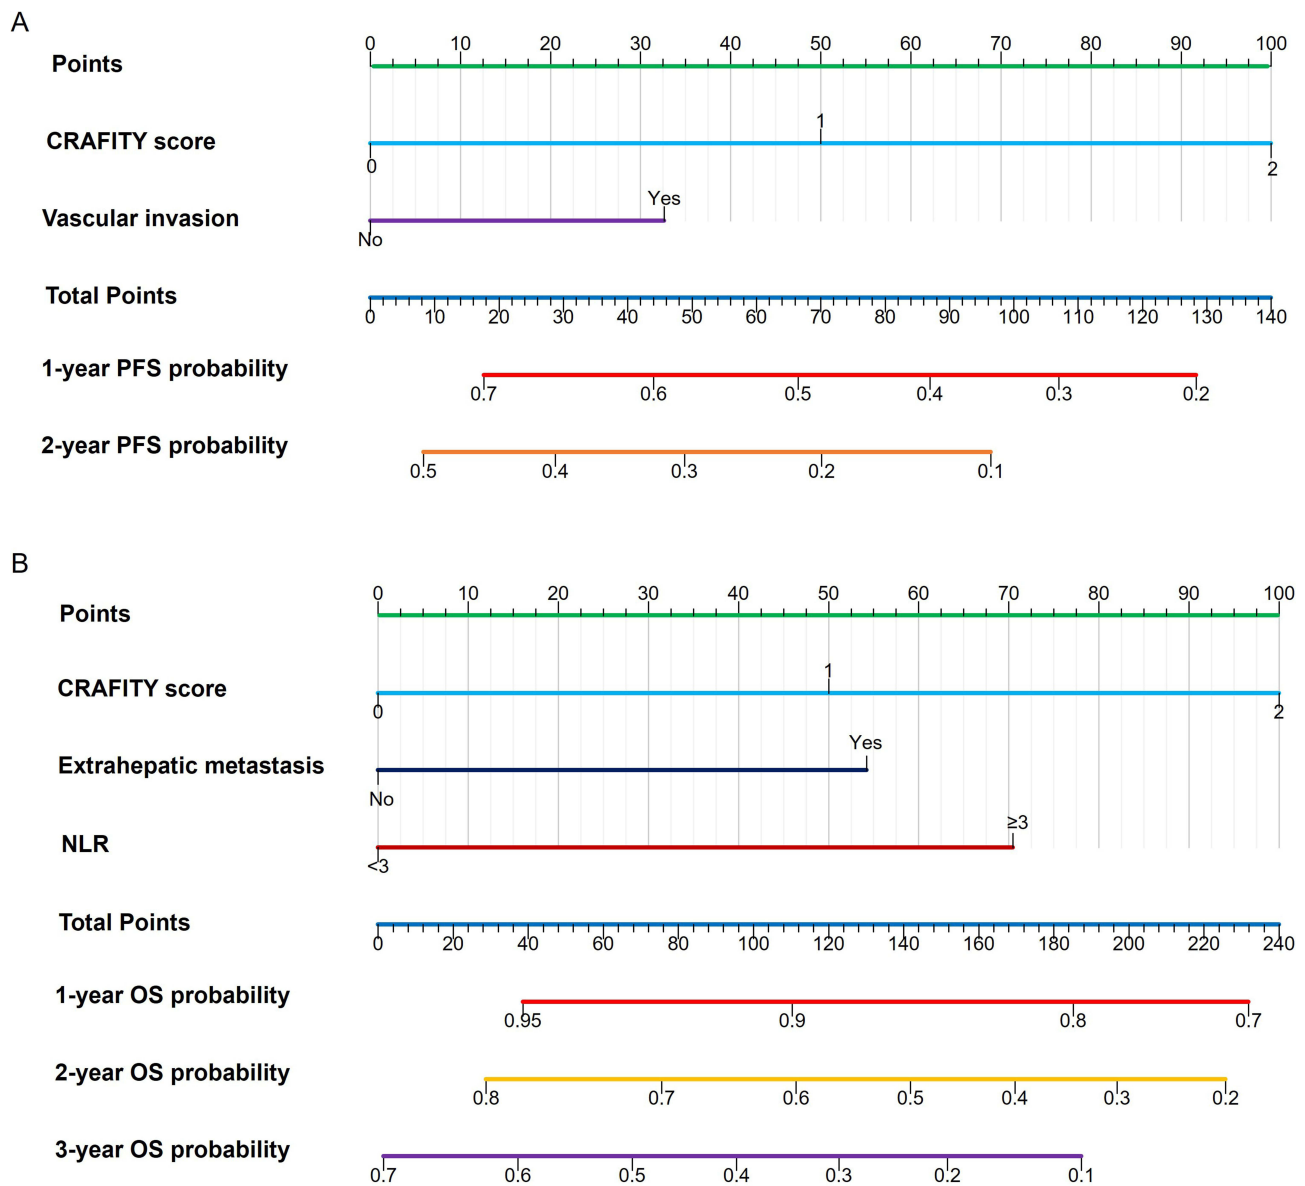 A
0 10 20 30 40 50 60 70 80 90 100
Points
1
CRAFITY score
0 2
Yes
Vascular invasion
No
Total Points
0 10 20 30 40 50 60 70 80 90 100 110 120 130 140
1-year PFS probability
0.7 0.6 0.5 0.4 0.3 0.2
2-year PFS probability
0.5 0.4 0.3 0.2 0.1
B
0 10 20 30 40 50 60 70 80 90 100
Points
1
CRAFITY score
0 2
Yes
Extrahepatic metastasis
No
≥3
NLR
<3
Total Points
0 20 40 60 80 100 120 140 160 180 200 220 240
1-year OS probability
0.95 0.9 0.8 0.7
2-year OS probability
0.8 0.7 0.6 0.5 0.4 0.3 0.2
3-year OS probability
0.7 0.6 0.5 0.4 0.3 0.2 0.1